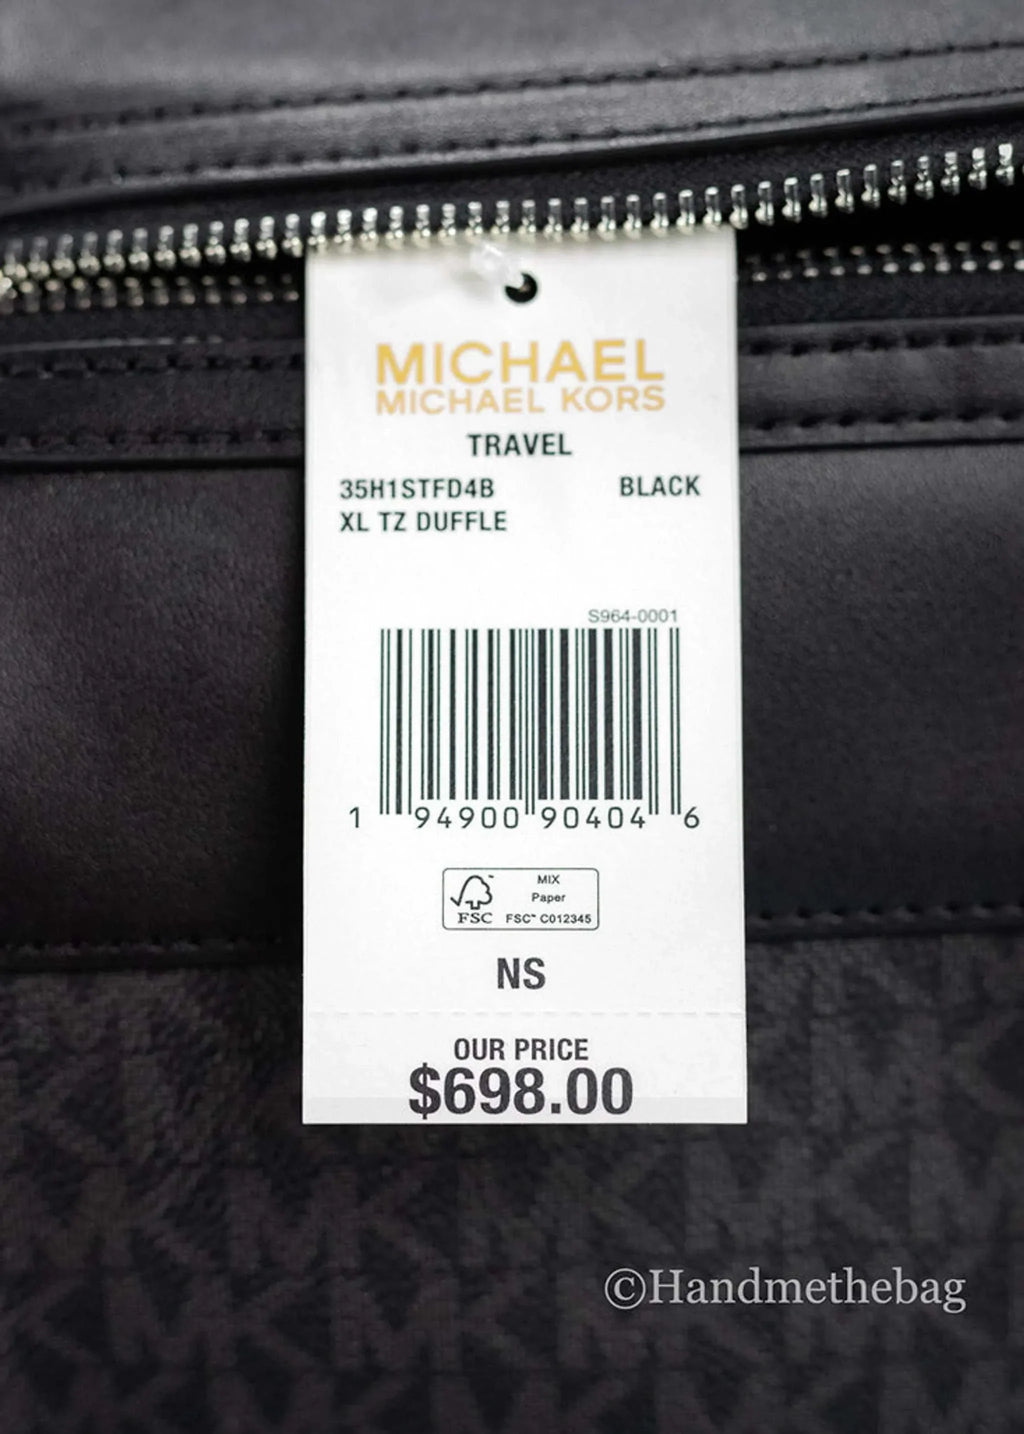 MICHAEL
MICHAEL KORS
TRAVEL
35H1STFD4B BLACK
XL TZ DUFFLE
S964-0001
1 94900 90404 6
MIX
Paper
FSC FSC™ C012345
NS
OUR PRICE
$698.00
©Handmethebag